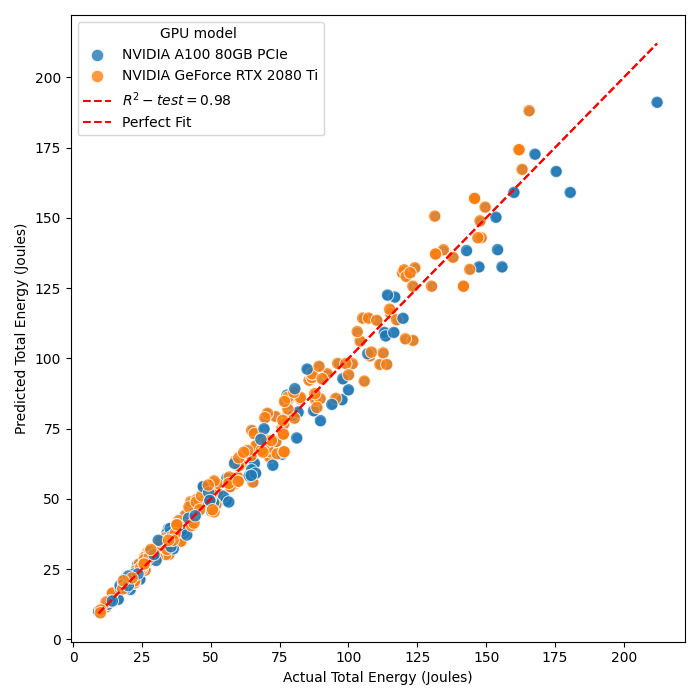 GPU model
NVIDIA A100 80GB PCIe
NVIDIA GeForce RTX 2080 Ti
R² − test = 0.98
Perfect Fit
Predicted Total Energy (Joules)
200
175
150
125
100
75
50
25
0
0 25 50 75 100 125 150 175 200
Actual Total Energy (Joules)